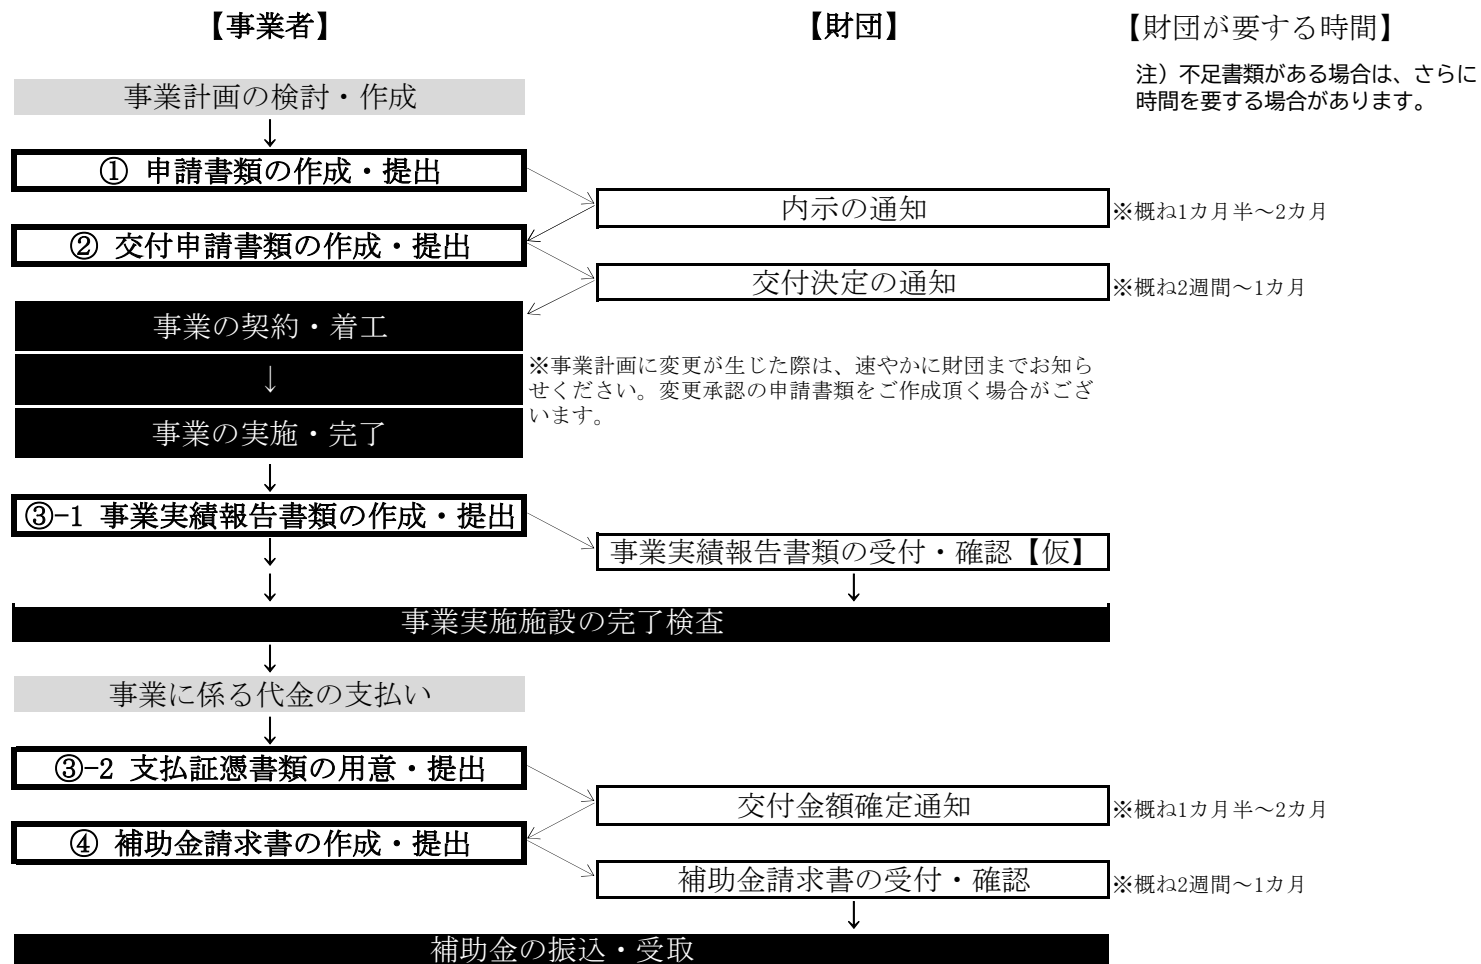 【事業者】
【財団】
【財団が要する時間】
注）不足書類がある場合は、さらに
時間を要する場合があります。
事業計画の検討・作成
↓
① 申請書類の作成・提出
内示の通知
※概ね1カ月半～2カ月
② 交付申請書類の作成・提出
交付決定の通知
※概ね2週間～1カ月
事業の契約・着工
↓
※事業計画に変更が生じた際は、速やかに財団までお知ら
せください。変更承認の申請書類をご作成頂く場合がござ
います。
事業の実施・完了
↓
③-1 事業実績報告書類の作成・提出
↓
事業実績報告書類の受付・確認【仮】
↓ ↓
事業実施施設の完了検査
↓
事業に係る代金の支払い
↓
③-2 支払証憑書類の用意・提出
交付金額確定通知
※概ね1カ月半～2カ月
④ 補助金請求書の作成・提出
補助金請求書の受付・確認
※概ね2週間～1カ月
↓
補助金の振込・受取